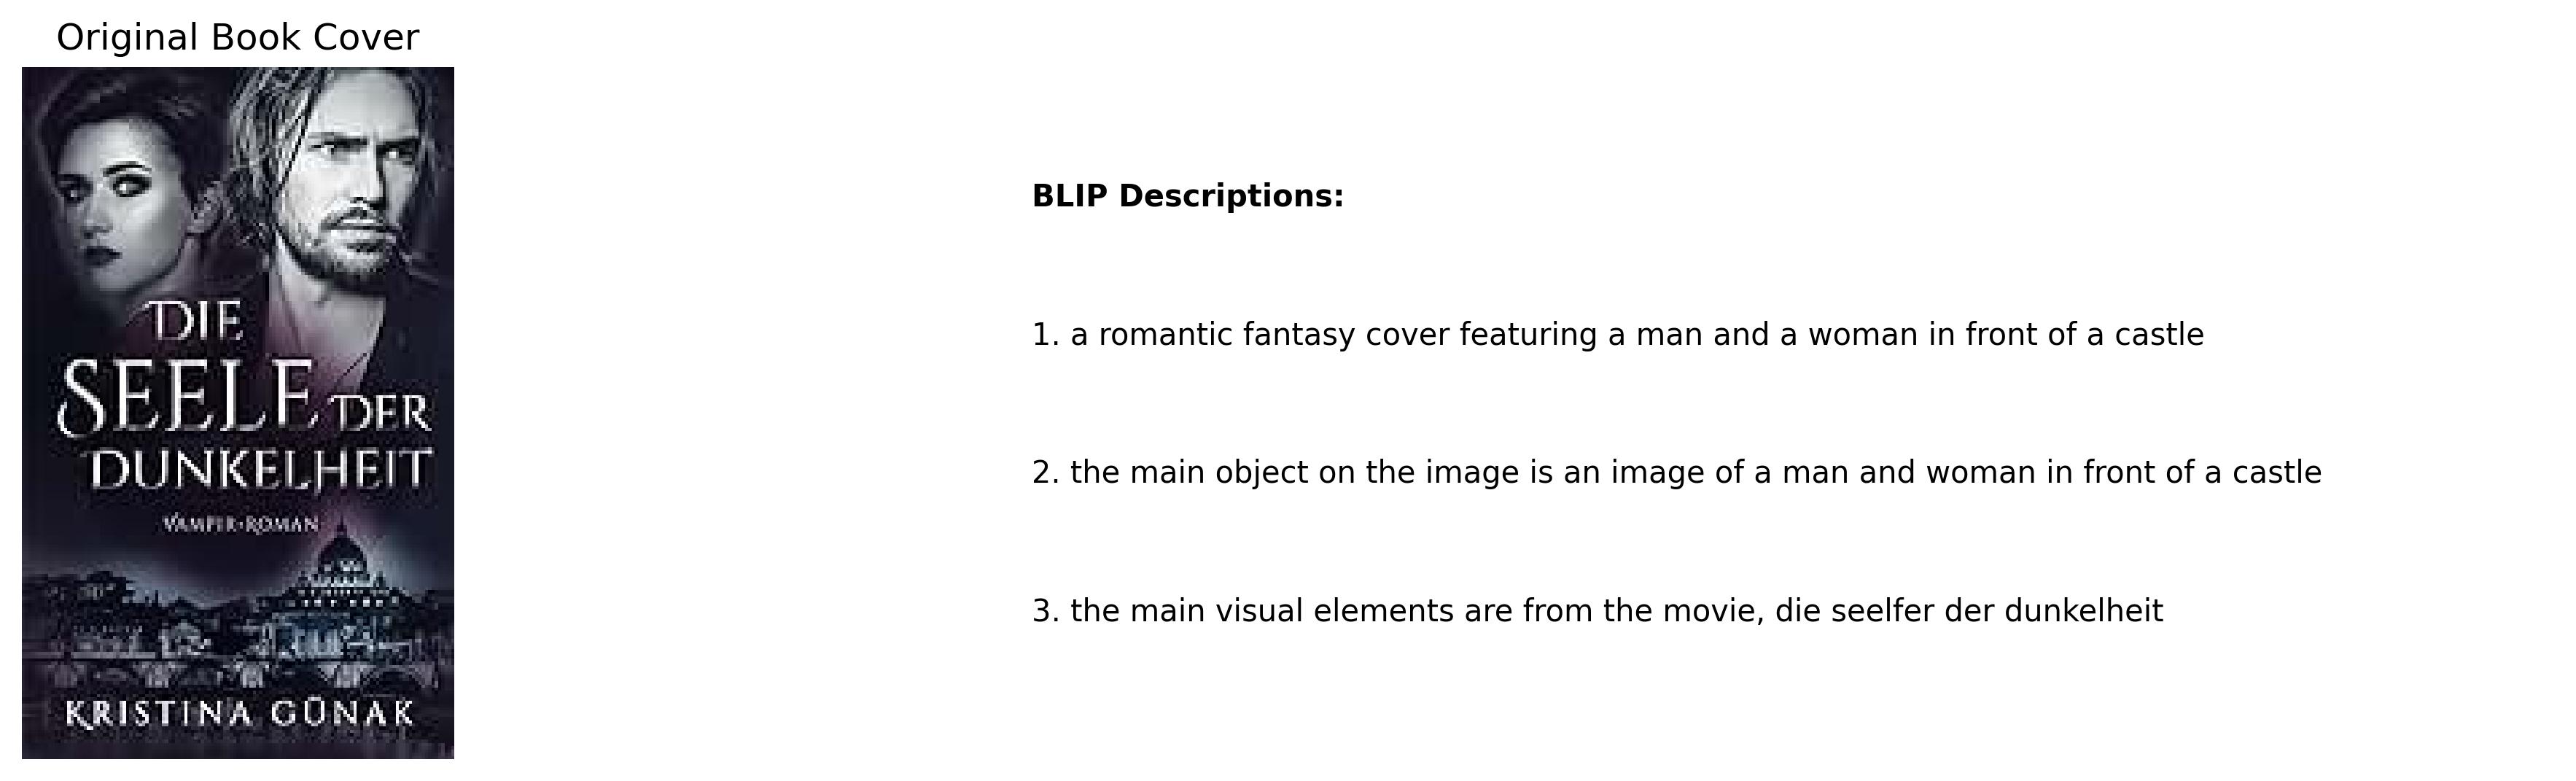 Original Book Cover
DIE
SEELE DER
DUNKELHEIT
VAMPIR-ROMAN
KRISTINA GÜNAK
BLIP Descriptions:
1. a romantic fantasy cover featuring a man and a woman in front of a castle
2. the main object on the image is an image of a man and woman in front of a castle
3. the main visual elements are from the movie, die seelfer der dunkelheit